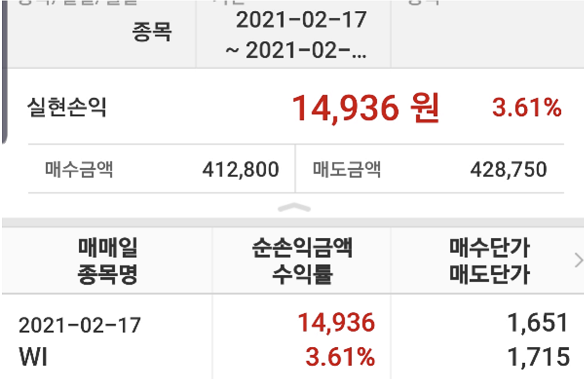 종목
2021-02-17
~ 2021-02-...
실현손익 14,936 원 3.61%
매수금액 412,800 매도금액 428,750
매매일 순손익금액 매수단가
종목명 수익률 매도단가
2021-02-17 14,936 1,651
WI 3.61% 1,715